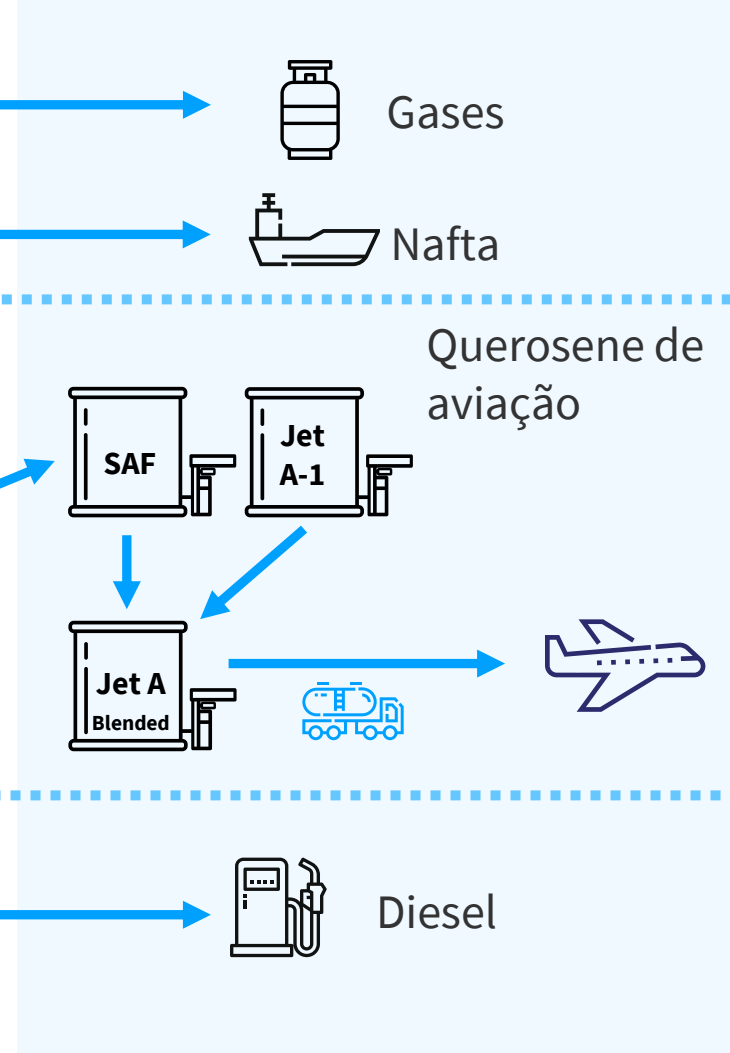 Gases
Nafta
Querosene de
aviação
SAF
Jet
A-1
Jet A
Blended
Diesel